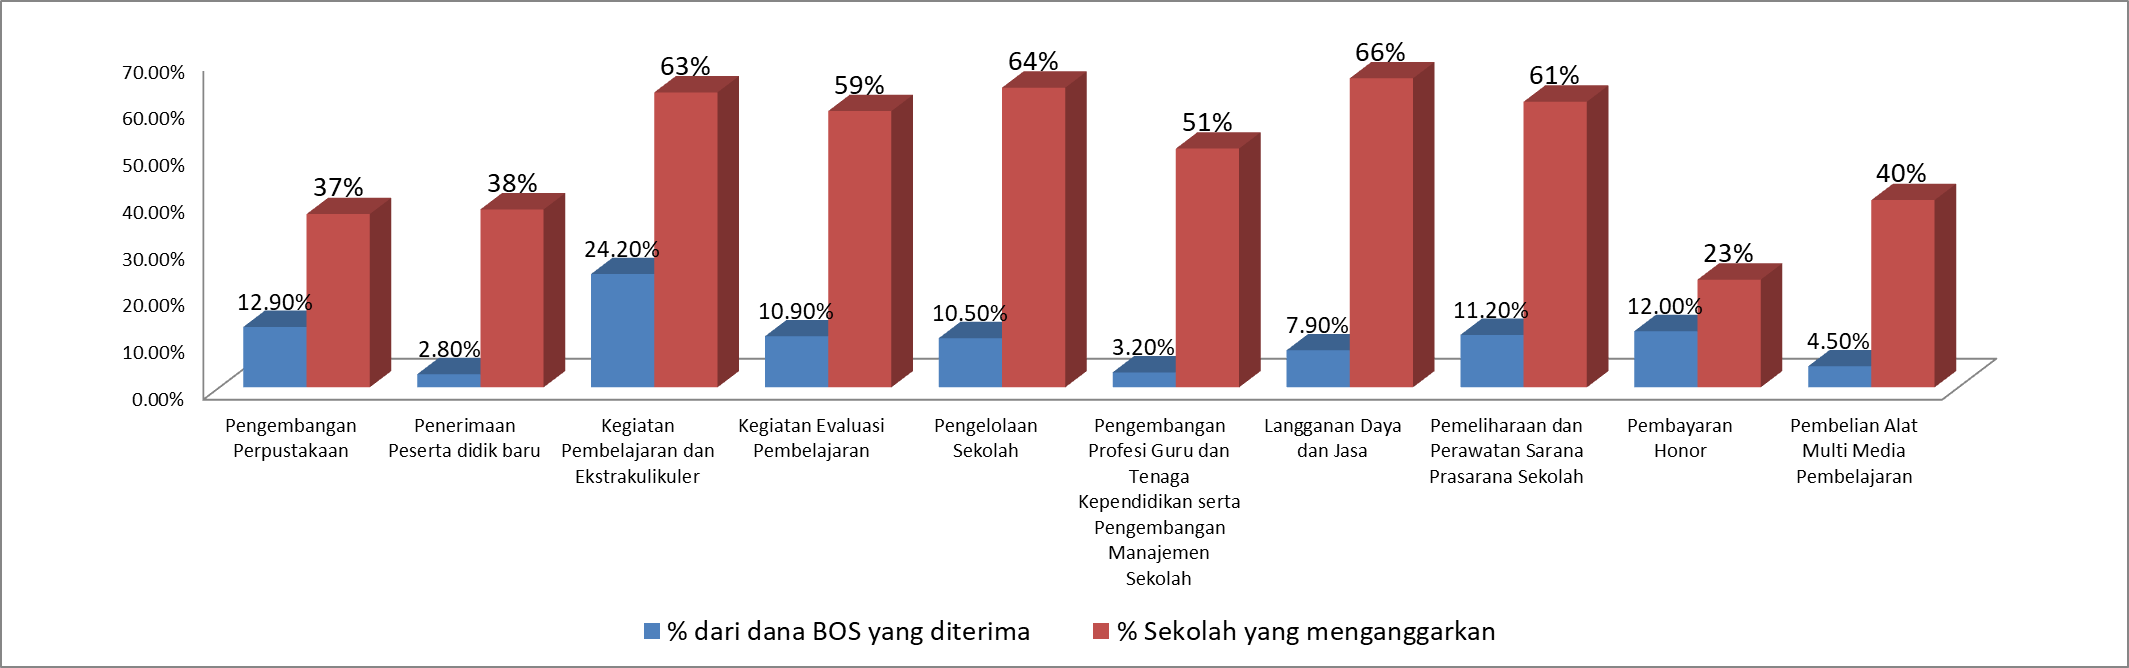 70.00%
60.00%
50.00%
40.00%
30.00%
20.00%
10.00%
0.00%
12.90%
37%
2.80%
38%
24.20%
63%
10.90%
59%
10.50%
64%
3.20%
51%
7.90%
66%
11.20%
61%
12.00%
23%
4.50%
40%
Pengembangan
Perpustakaan
Penerimaan
Peserta didik baru
Kegiatan
Pembelajaran dan
Ekstrakulikuler
Kegiatan Evaluasi
Pembelajaran
Pengelolaan
Sekolah
Pengembangan
Profesi Guru dan
Tenaga
Kependidikan serta
Pengembangan
Manajemen
Sekolah
Langganan Daya
dan Jasa
Pemeliharaan dan
Perawatan Sarana
Prasarana Sekolah
Pembayaran
Honor
Pembelian Alat
Multi Media
Pembelajaran
% dari dana BOS yang diterima
% Sekolah yang menganggarkan